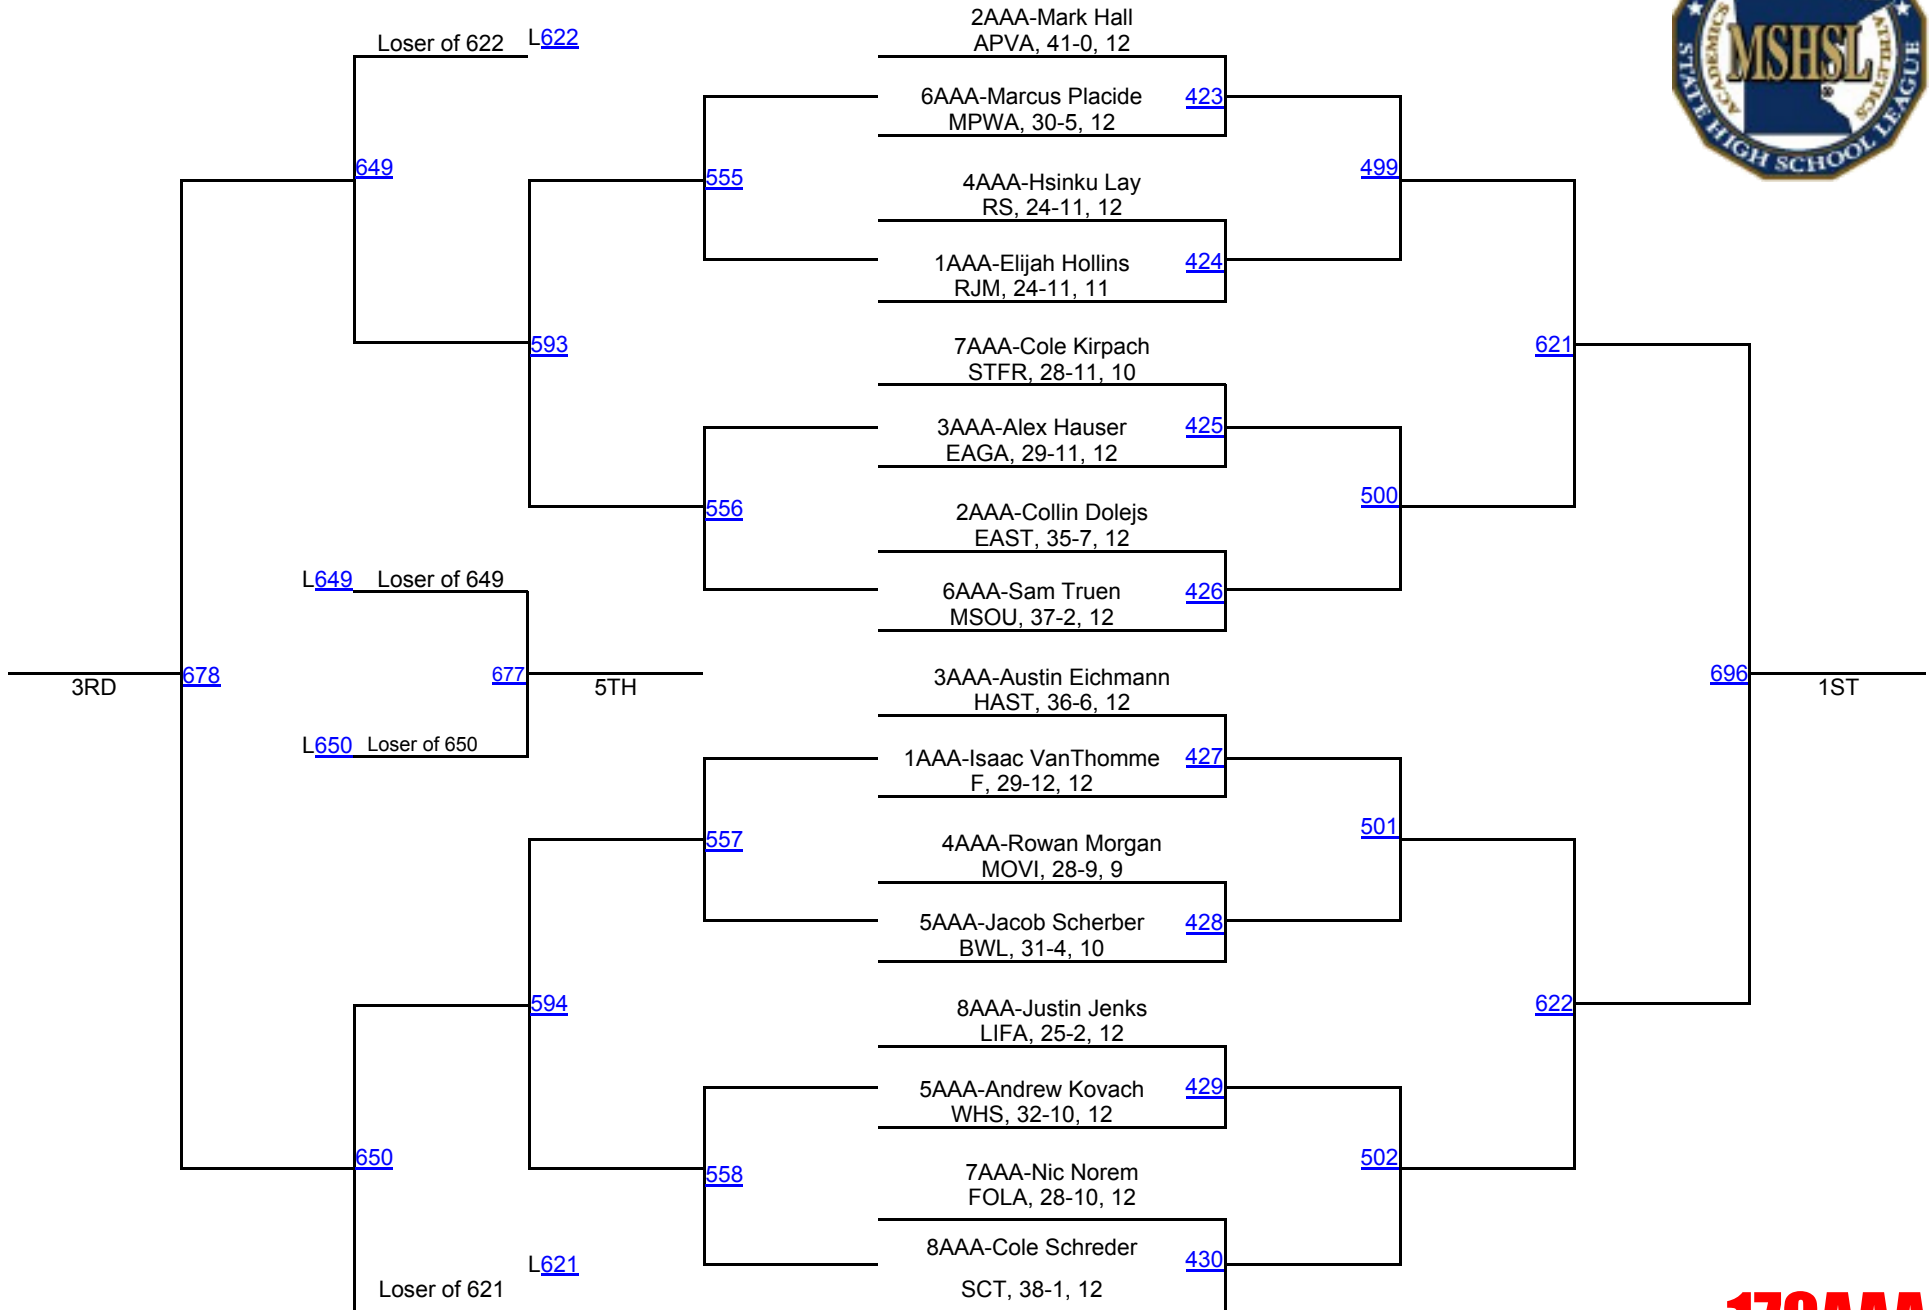 2AAA-Mark Hall
APVA, 41-0, 12
Loser of 622 L622
6AAA-Marcus Placide 423
MPWA, 30-5, 12
ACADEMICS
MSHSL
ATHLETICS
STATE HIGH SCHOOL LEAGUE
649
555
499
4AAA-Hsinku Lay
RS, 24-11, 12
1AAA-Elijah Hollins 424
RJM, 24-11, 11
593
621
7AAA-Cole Kirpach
STFR, 28-11, 10
3AAA-Alex Hauser 425
EAGA, 29-11, 12
556
500
2AAA-Collin Dolejs
EAST, 35-7, 12
L649 Loser of 649
6AAA-Sam Truen 426
MSOU, 37-2, 12
3RD
678
677
5TH
3AAA-Austin Eichmann
HAST, 36-6, 12
696
1ST
L650 Loser of 650
1AAA-Isaac VanThomme 427
F, 29-12, 12
557
501
4AAA-Rowan Morgan
MOVI, 28-9, 9
5AAA-Jacob Scherber 428
BWL, 31-4, 10
594
622
8AAA-Justin Jenks
LIFA, 25-2, 12
5AAA-Andrew Kovach 429
WHS, 32-10, 12
650
558
502
7AAA-Nic Norem
FOLA, 28-10, 12
8AAA-Cole Schreder 430
L621
Loser of 621
SCT, 38-1, 12